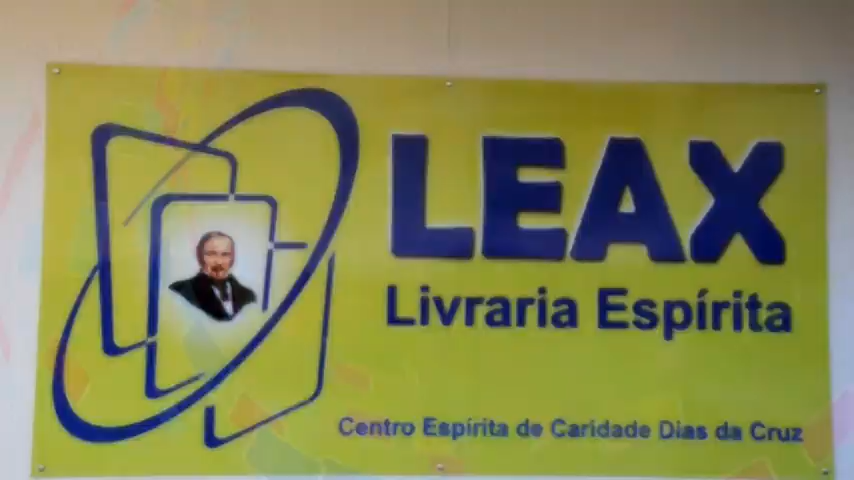 LEAX
Livraria Espírita
Centro Espírita de Caridade Dias da Cruz